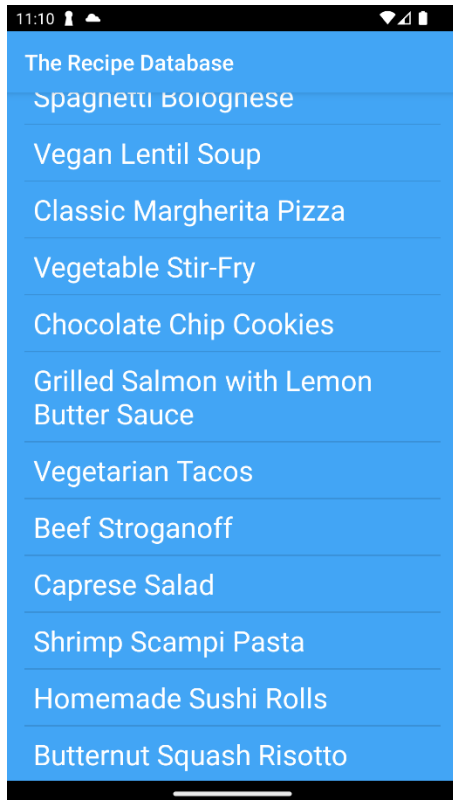 11:10
The Recipe Database
Spaghetti Bolognese
Vegan Lentil Soup
Classic Margherita Pizza
Vegetable Stir-Fry
Chocolate Chip Cookies
Grilled Salmon with Lemon
Butter Sauce
Vegetarian Tacos
Beef Stroganoff
Caprese Salad
Shrimp Scampi Pasta
Homemade Sushi Rolls
Butternut Squash Risotto